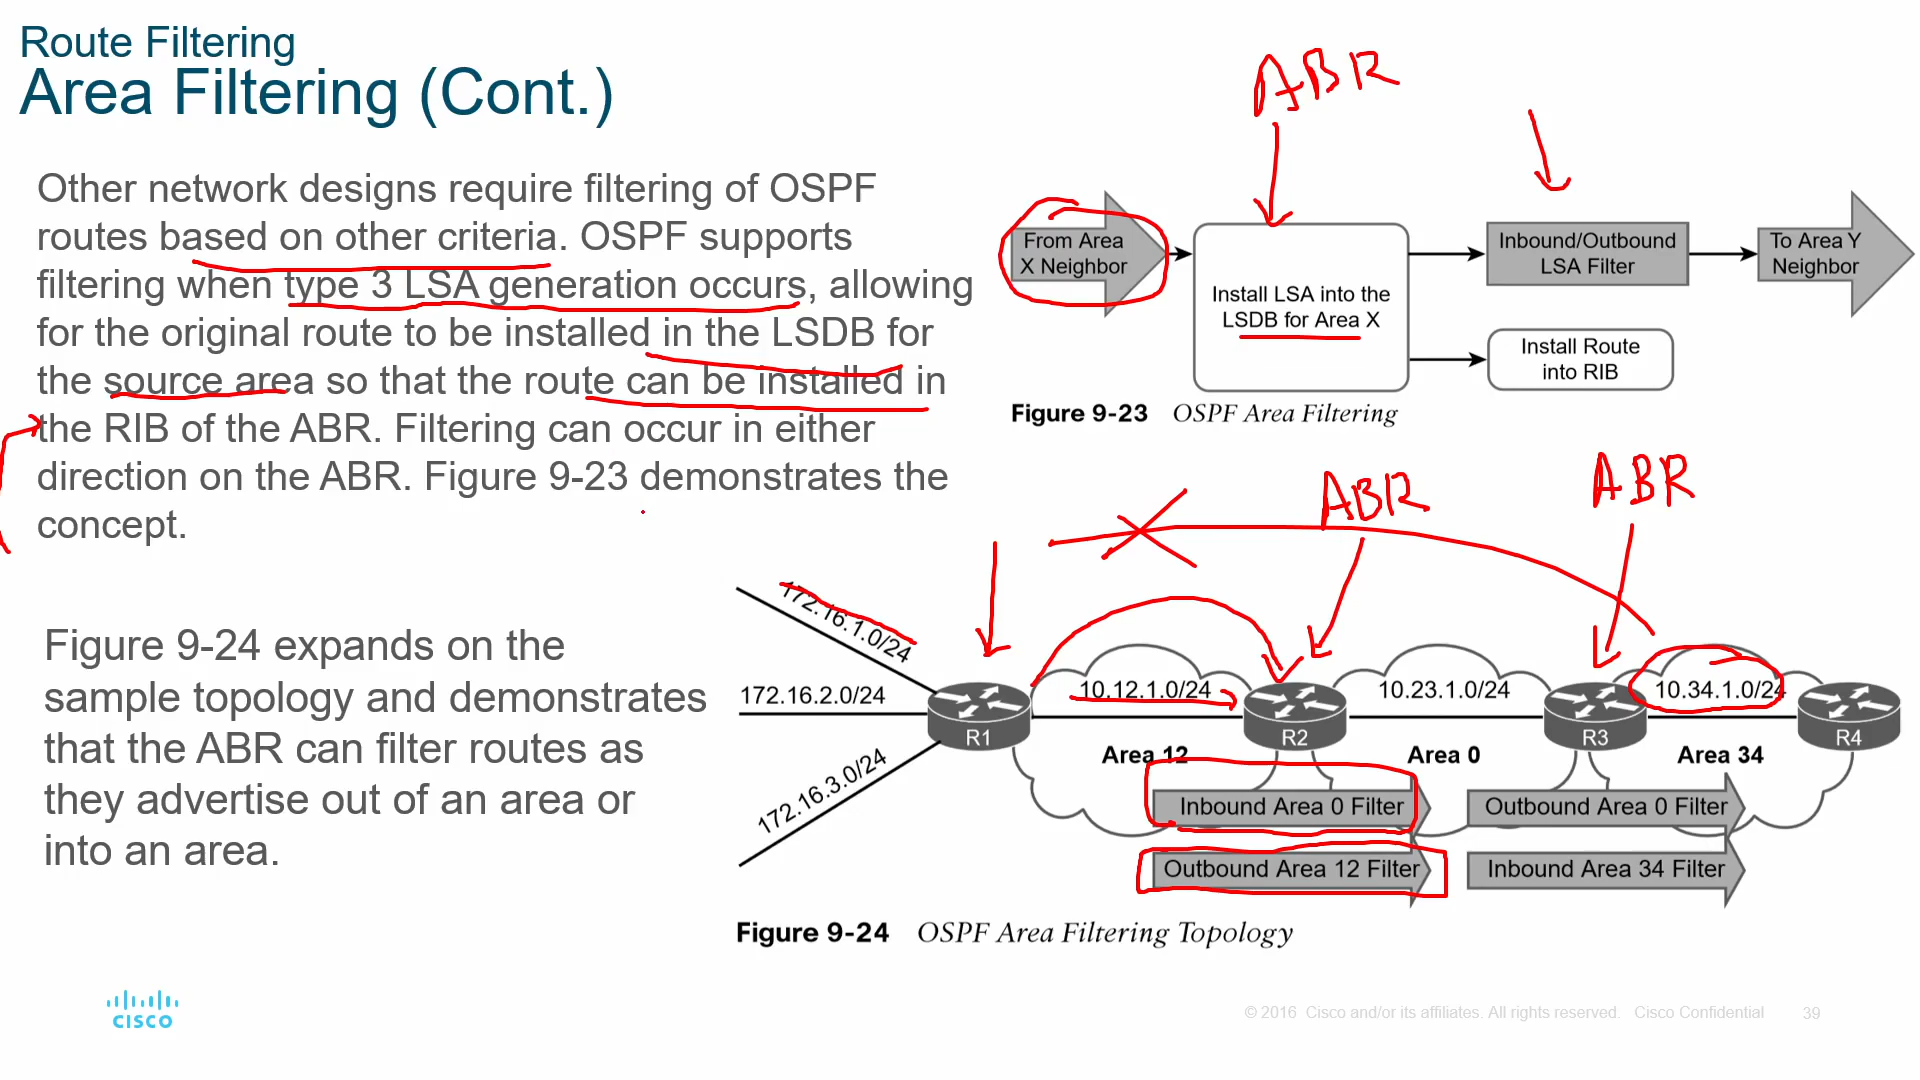 Route Filtering
Area Filtering (Cont.)
Other network designs require filtering of OSPF
routes based on other criteria. OSPF supports
filtering when type 3 LSA generation occurs, allowing
for the original route to be installed in the LSDB for
the source area so that the route can be installed in
the RIB of the ABR. Filtering can occur in either
direction on the ABR. Figure 9-23 demonstrates the
concept.
Figure 9-24 expands on the
sample topology and demonstrates
that the ABR can filter routes as
they advertise out of an area or
into an area.
ABR
From Area
X Neighbor
Install LSA into the
LSDB for Area X
Inbound/Outbound
LSA Filter
To Area Y
Neighbor
Install Route
into RIB
Figure 9-23 OSPF Area Filtering
ABR
ABR
172.16.1.0/24
172.16.2.0/24
172.16.3.0/24
10.12.1.0/24
10.23.1.0/24
10.34.1.0/24
R1
R2
R3
R4
Area 12
Area 0
Area 34
Inbound Area 0 Filter
Outbound Area 0 Filter
Outbound Area 12 Filter
Inbound Area 34 Filter
Figure 9-24 OSPF Area Filtering Topology
CISCO
© 2016 Cisco and/or its affiliates. All rights reserved. Cisco Confidential 39